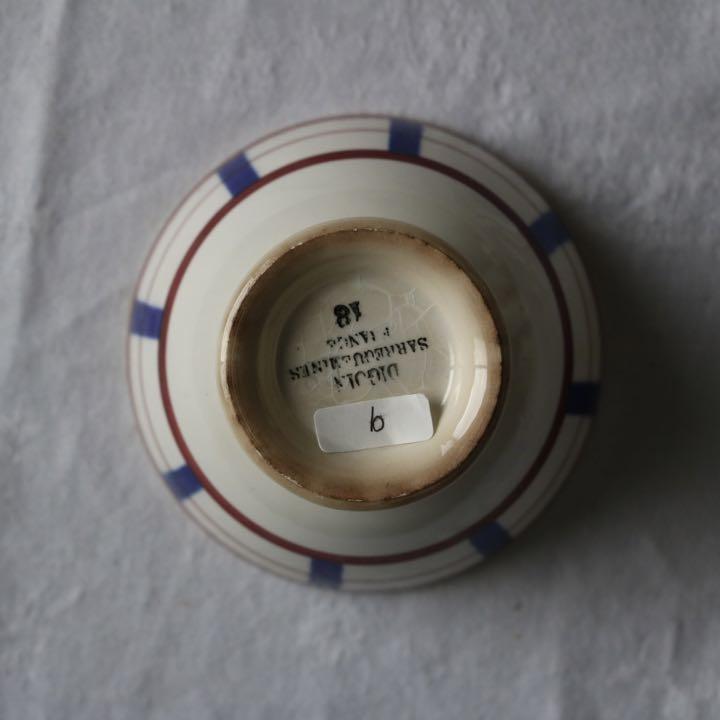 DIGOIN
SARREGUEMINES
FRANCE
18
6